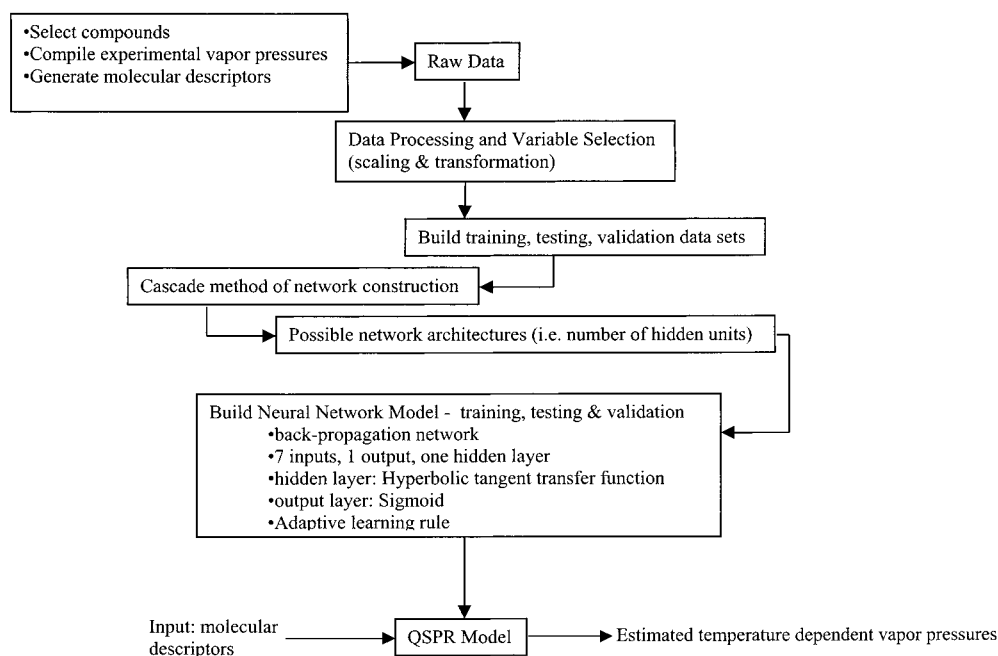 •Select compounds
•Compile experimental vapor pressures
•Generate molecular descriptors
Raw Data
Data Processing and Variable Selection
(scaling & transformation)
Build training, testing, validation data sets
Cascade method of network construction
Possible network architectures (i.e. number of hidden units)
Build Neural Network Model - training, testing & validation
•back-propagation network
•7 inputs, 1 output, one hidden layer
•hidden layer: Hyperbolic tangent transfer function
•output layer: Sigmoid
•Adaptive learning rule
Input: molecular
descriptors
QSPR Model
Estimated temperature dependent vapor pressures